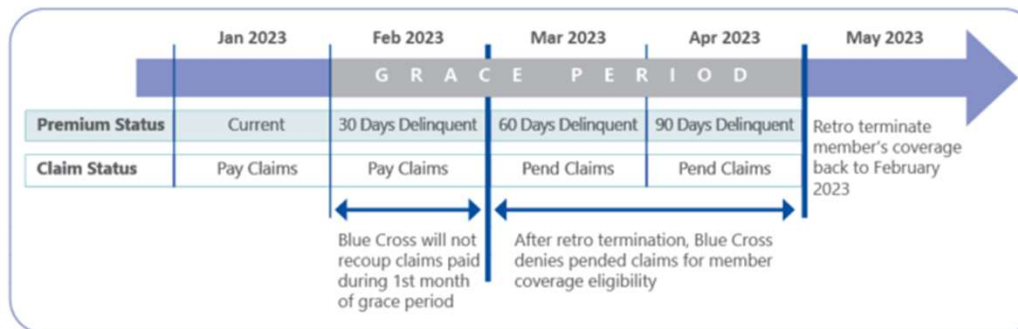 Jan 2023 Feb 2023 Mar 2023 Apr 2023 May 2023
GRACE PERIOD
Premium Status Current 30 Days Delinquent 60 Days Delinquent 90 Days Delinquent
Claim Status Pay Claims Pay Claims Pend Claims Pend Claims
Retro terminate
member's coverage
back to February
2023
Blue Cross will not
recoup claims paid
during 1st month
of grace period
After retro termination, Blue Cross
denies pended claims for member
coverage eligibility